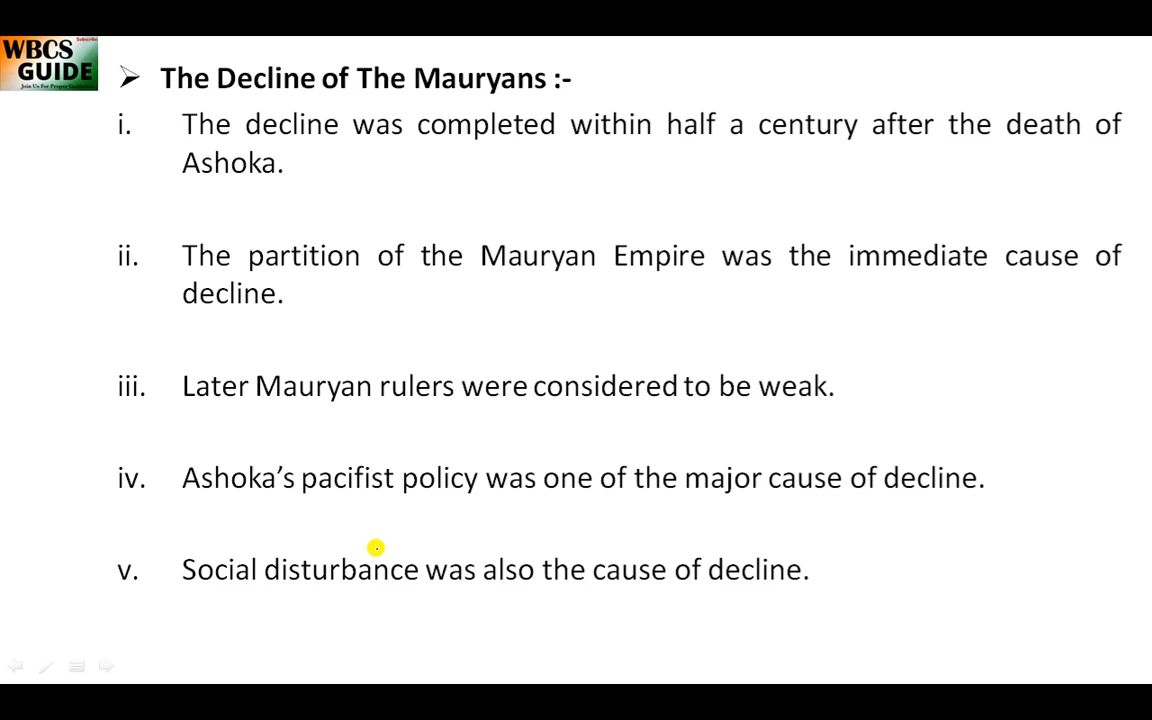 Subscribe
WBCS
GUIDE
➢ The Decline of The Mauryans :-
i. The decline was completed within half a century after the death of
Ashoka.
ii. The partition of the Mauryan Empire was the immediate cause of
decline.
iii. Later Mauryan rulers were considered to be weak.
iv. Ashoka’s pacifist policy was one of the major cause of decline.
v. Social disturbance was also the cause of decline.